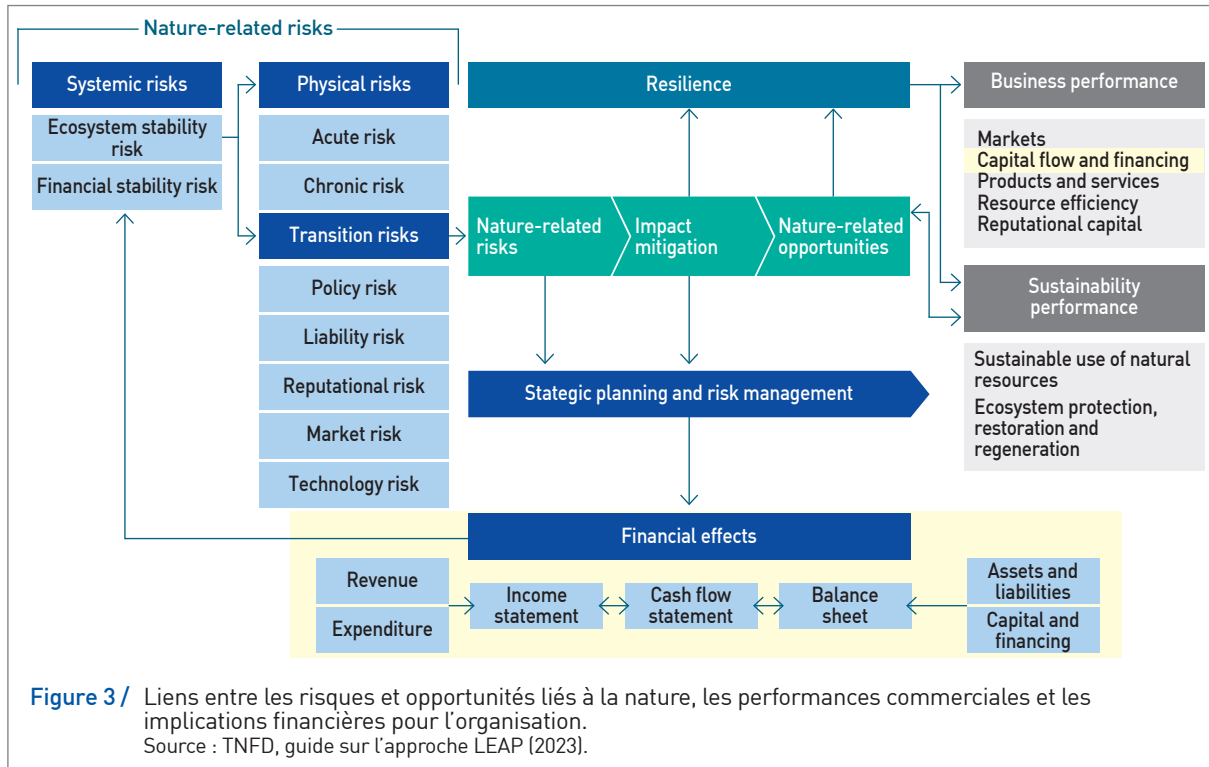 Nature-related risks
Systemic risks
Ecosystem stability
risk
Financial stability risk
Physical risks
Acute risk
Chronic risk
Transition risks
Policy risk
Liability risk
Reputational risk
Market risk
Technology risk
Resilience
Nature-related
risks
Impact
mitigation
Nature-related
opportunities
Stategic planning and risk management
Business performance
Markets
Capital flow and financing
Products and services
Resource efficiency
Reputational capital
Sustainability
performance
Sustainable use of natural
resources
Ecosystem protection,
restoration and
regeneration
Financial effects
Revenue
Expenditure
Income
statement
Cash flow
statement
Balance
sheet
Assets and
liabilities
Capital and
financing
Figure 3 / Liens entre les risques et opportunités liés à la nature, les performances commerciales et les
implications financières pour l'organisation.
Source : TNFD, guide sur l'approche LEAP (2023).